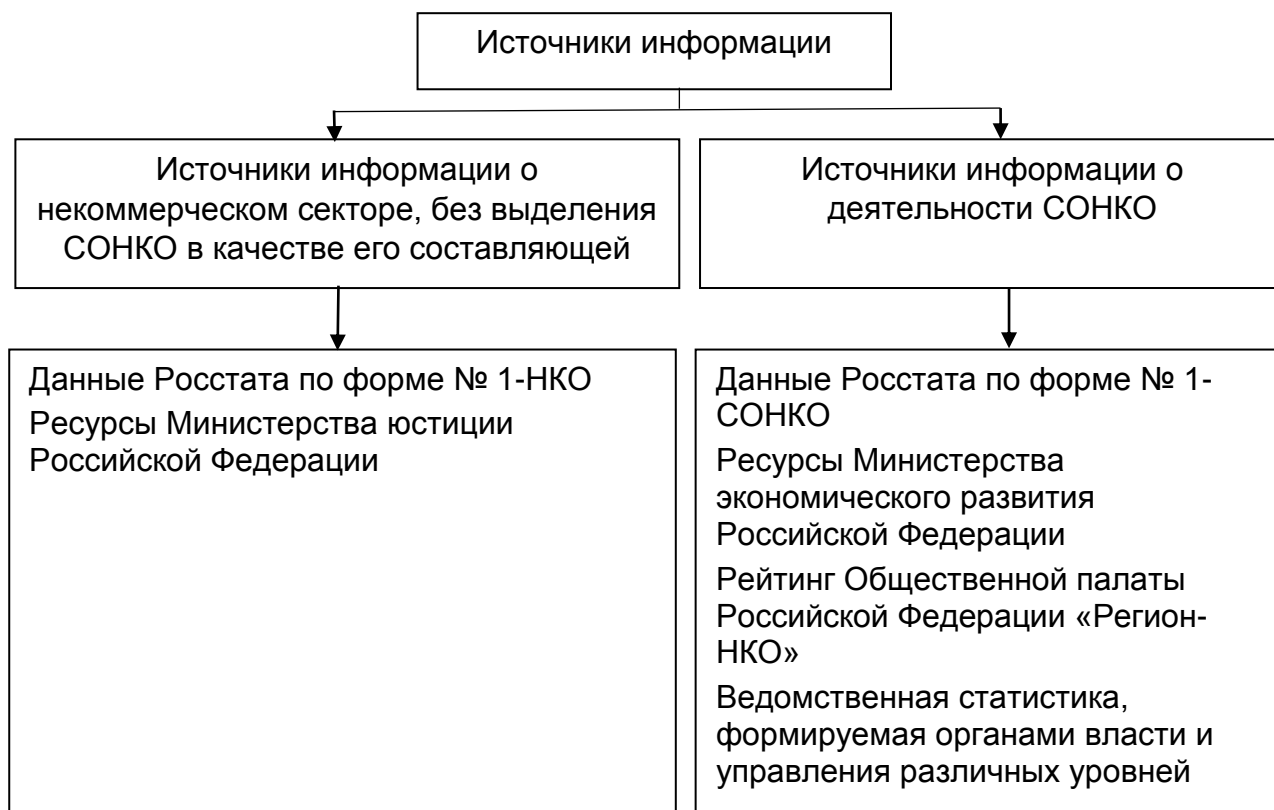 Источники информации
Источники информации о
некоммерческом секторе, без выделения
СОНКО в качестве его составляющей
Источники информации о
деятельности СОНКО
Данные Росстата по форме № 1-НКО
Ресурсы Министерства юстиции
Российской Федерации
Данные Росстата по форме № 1-
СОНКО
Ресурсы Министерства
экономического развития
Российской Федерации
Рейтинг Общественной палаты
Российской Федерации «Регион-
НКО»
Ведомственная статистика,
формируемая органами власти и
управления различных уровней